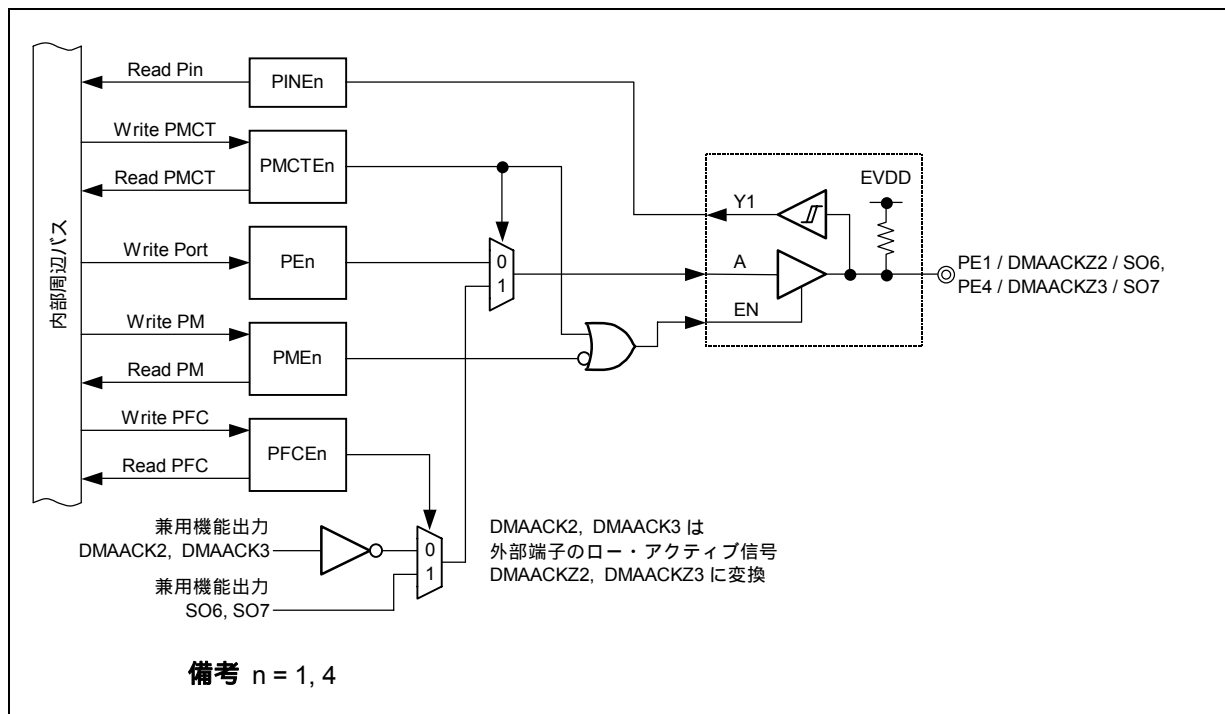 内部周辺バス
Read Pin
PINEn
Write PMCT
PMCTEn
Read PMCT
Write Port
PEn
Write PM
PMEn
Read PM
Write PFC
PFCEn
Read PFC
0
1
EVDD
Y1
A
EN
PE1 / DMAACKZ2 / SO6,
PE4 / DMAACKZ3 / SO7
兼用機能出力
DMAACK2, DMAACK3
兼用機能出力
SO6, SO7
0
1
DMAACK2, DMAACK3 は
外部端子のロー・アクティブ信号
DMAACKZ2, DMAACKZ3 に変換
備考 n = 1, 4